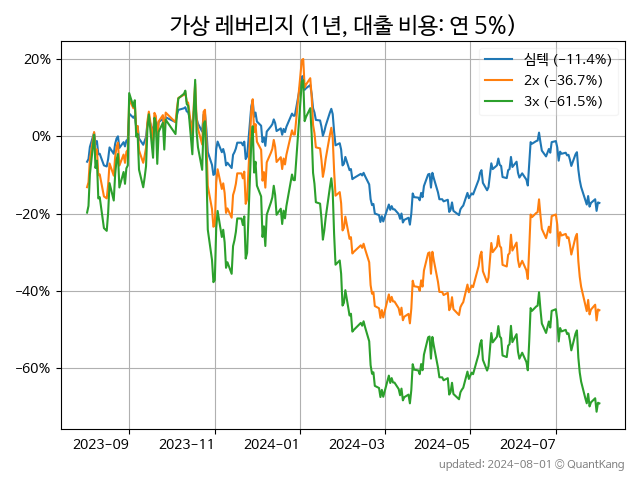 가상 레버리지 (1년, 대출 비용: 연 5%)
심텍 (−11.4%)
2x (−36.7%)
3x (−61.5%)
20%
0%
−20%
−40%
−60%
2023-09 2023-11 2024-01 2024-03 2024-05 2024-07
updated: 2024-08-01 © QuantKang